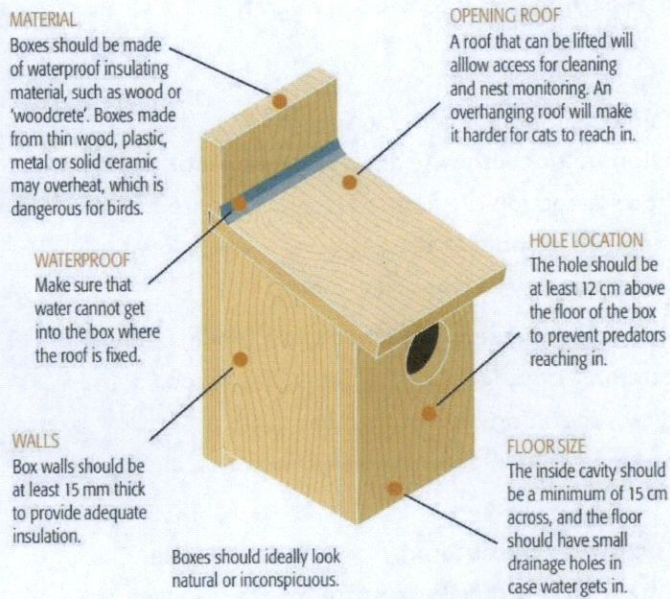 MATERIAL
Boxes should be made
of waterproof insulating
material, such as wood or
'woodcrete'. Boxes made
from thin wood, plastic,
metal or solid ceramic
may overheat, which is
dangerous for birds.
WATERPROOF
Make sure that
water cannot get
into the box where
the roof is fixed.
WALLS
Box walls should be
at least 15 mm thick
to provide adequate
insulation.
Boxes should ideally look
natural or inconspicuous.
OPENING ROOF
A roof that can be lifted will
alllow access for cleaning
and nest monitoring. An
overhanging roof will make
it harder for cats to reach in.
HOLE LOCATION
The hole should be
at least 12 cm above
the floor of the box
to prevent predators
reaching in.
FLOOR SIZE
The inside cavity should
be a minimum of 15 cm
across, and the floor
should have small
drainage holes in
case water gets in.